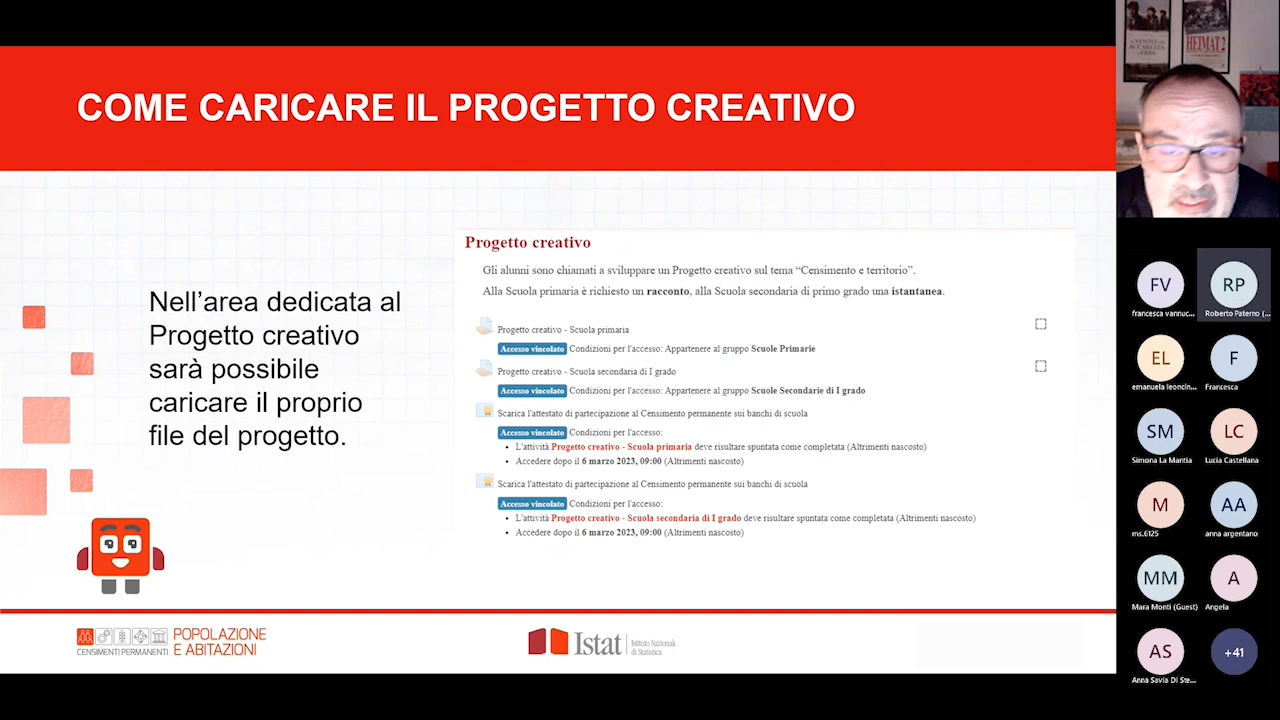 COME CARICARE IL PROGETTO CREATIVO
Nell'area dedicata al
Progetto creativo
sarà possibile
caricare il proprio
file del progetto.
Progetto creativo
Gli alunni sono chiamati a sviluppare un Progetto creativo sul tema “Censimento e territorio”.
Alla Scuola primaria è richiesto un racconto, alla Scuola secondaria di primo grado una istantanea.
Progetto creativo - Scuola primaria
Accesso vincolato Condizioni per l'accesso: Appartenere al gruppo Scuole Primarie
Progetto creativo - Scuola secondaria di I grado
Accesso vincolato Condizioni per l'accesso: Appartenere al gruppo Scuole Secondarie di I grado
Scarica l'attestato di partecipazione al Censimento permanente sui banchi di scuola
Accesso vincolato Condizioni per l'accesso:
• L'attività Progetto creativo - Scuola primaria deve risultare spuntata come completata (Altrimenti nascosto)
• Accedere dopo il 6 marzo 2023, 09:00 (Altrimenti nascosto)
Scarica l'attestato di partecipazione al Censimento permanente sui banchi di scuola
Accesso vincolato Condizioni per l'accesso:
• L'attività Progetto creativo - Scuola secondaria di I grado deve risultare spuntata come completata (Altrimenti nascosto)
• Accedere dopo il 6 marzo 2023, 09:00 (Altrimenti nascosto)
CENSIMENTI PERMANENTI
POPOLAZIONE
E ABITAZIONI
Istat
Istituto Nazionale
di Statistica
HEIMAT 2
FV
francesca vannuc...
RP
Roberto Paterno (...
EL
emanuela leoncin...
F
Francesca
SM
Simona La Mantia
LC
Lucia Castellana
M
ms.6125
AA
anna argentano
MM
Mara Monti (Guest)
A
Angela
AS
Anna Savia Di Ste...
+41